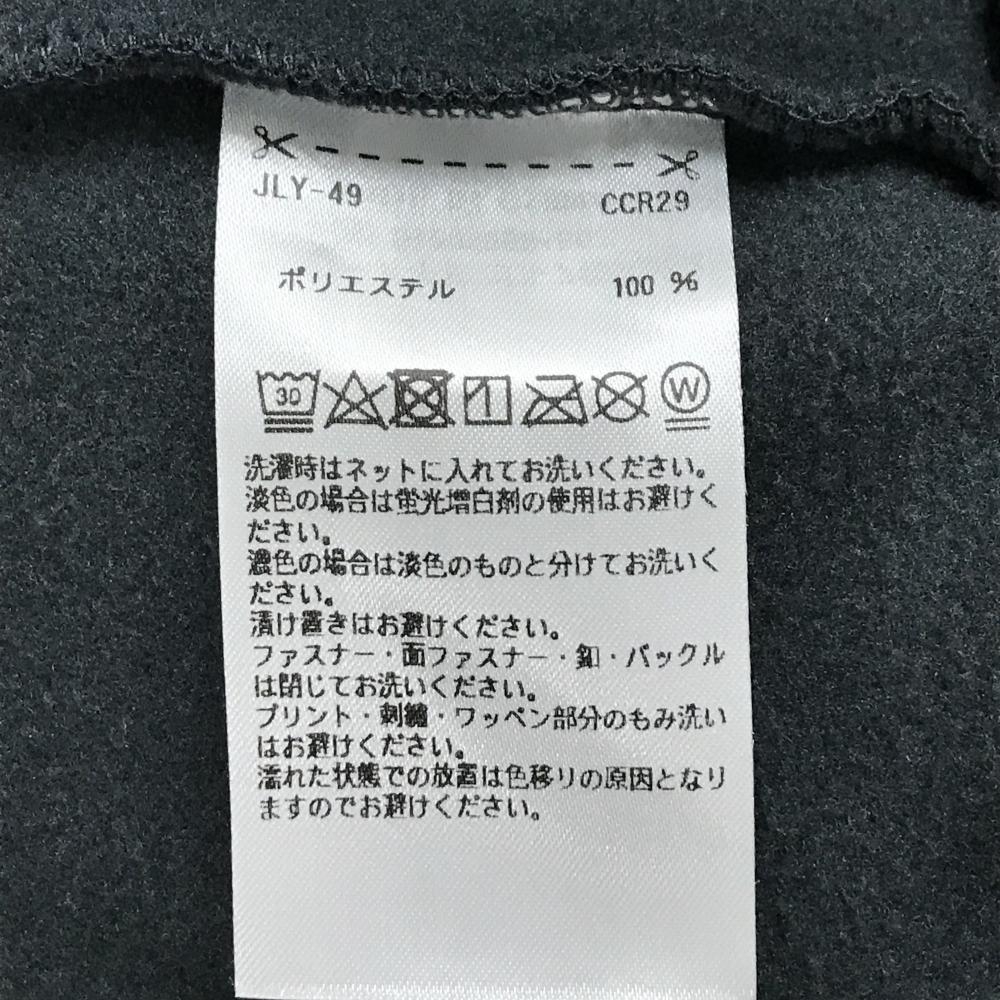 JLY-49 CCR29
ポリエステル 100 %
30 W
洗濯時はネットに入れてお洗いください。
淡色の場合は蛍光増白剤の使用はお避けく
ださい。
濃色の場合は淡色のものと分けてお洗いく
ださい。
漬け置きはお避けください。
ファスナー・面ファスナー・釦・バックル
は閉じてお洗いください。
プリント・刺繍・ワッペン部分のもみ洗い
はお避けください。
濡れた状態での放置は色移りの原因となり
ますのでお避けください。